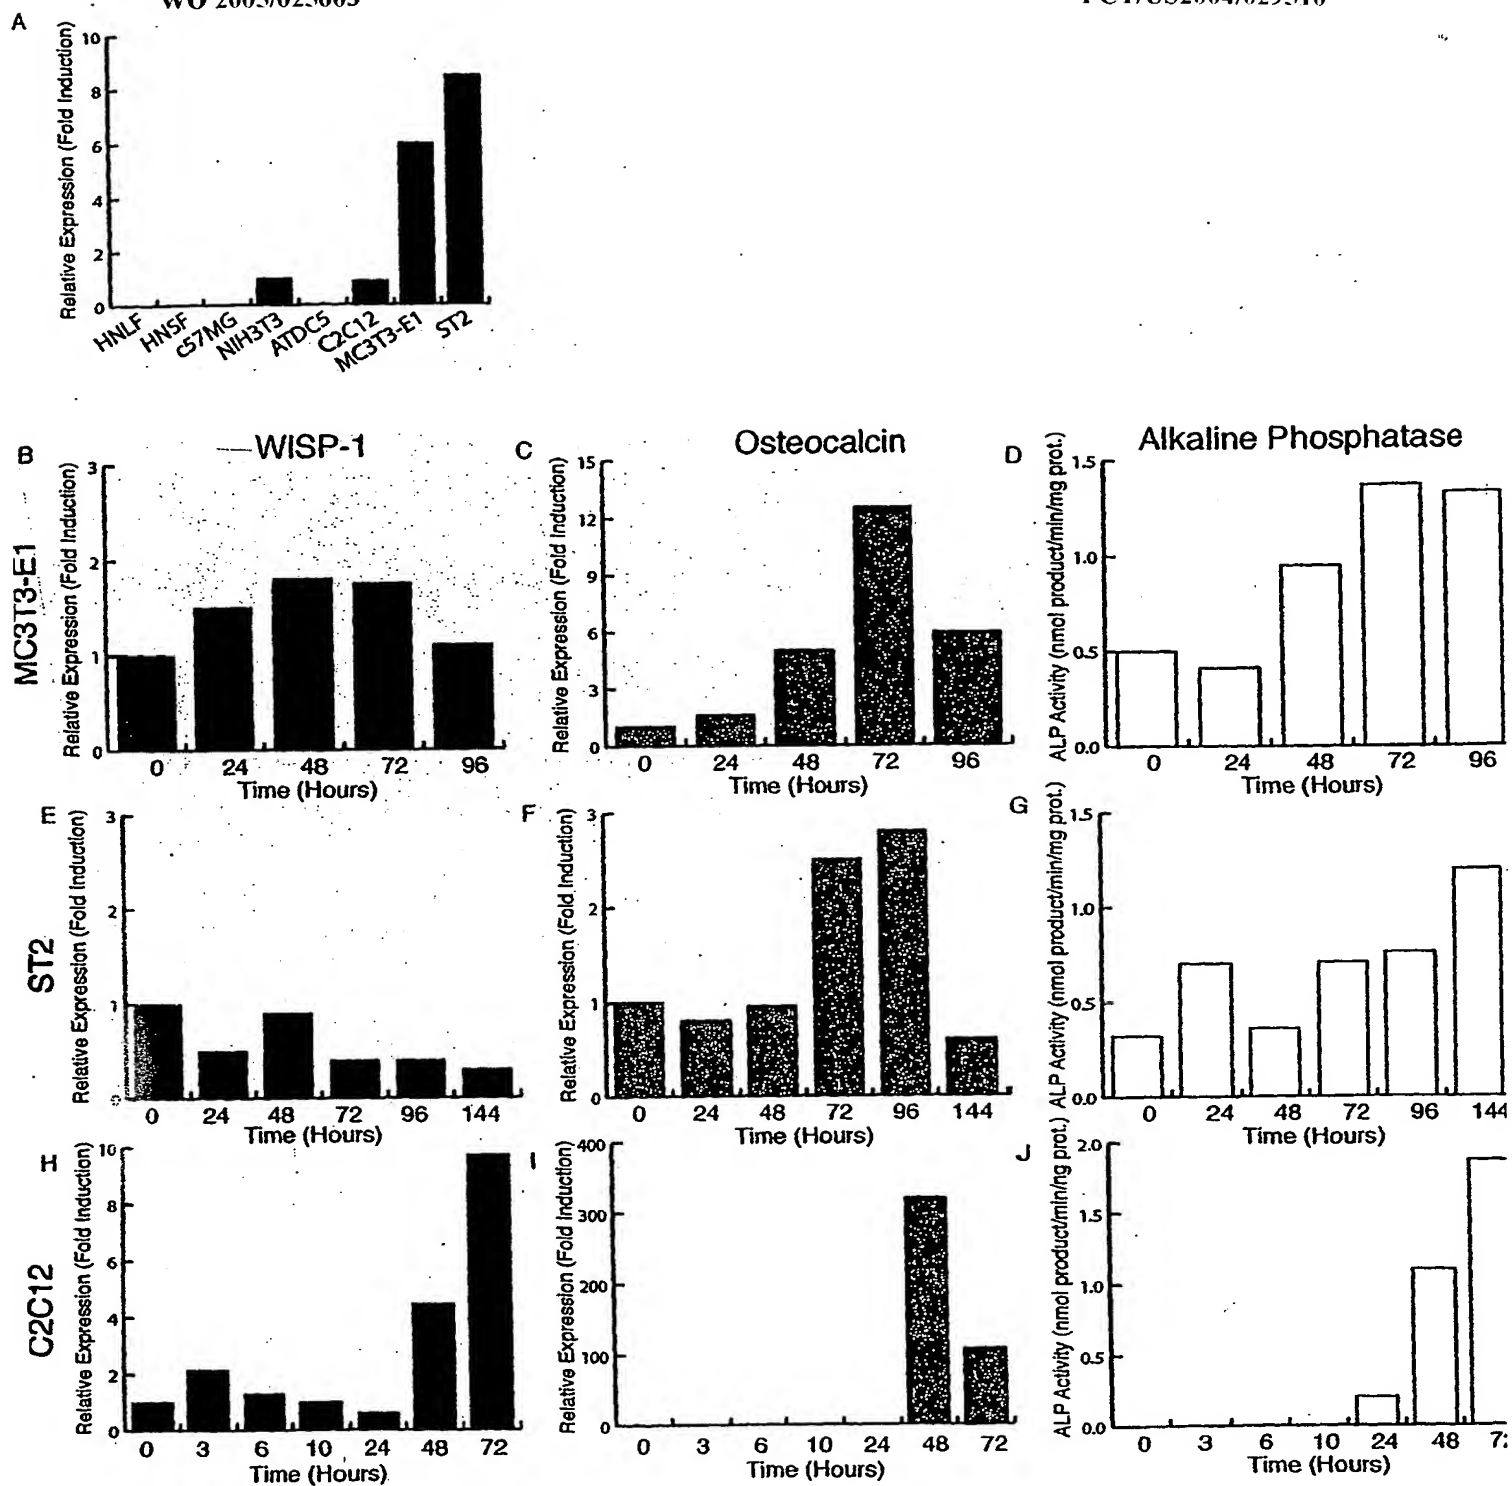 A
Relative Expression (Fold Induction)
10
8
6
4
2
0
HNLF
HNSF
c57MG
NIH3T3
ATDC5
C2C12
MC3T3-E1
ST2
WISP-1
Osteocalcin
Alkaline Phosphatase
MC3T3-E1
B
Relative Expression (Fold Induction)
3
2
1
0
0 24 48 72 96
Time (Hours)
C
Relative Expression (Fold Induction)
15
12
9
6
3
0
0 24 48 72 96
Time (Hours)
D
ALP Activity (nmol product/min/mg prot.)
1.5
1.0
0.5
0.0
0 24 48 72 96
Time (Hours)
ST2
E
Relative Expression (Fold Induction)
3
2
1
0
0 24 48 72 96 144
Time (Hours)
F
Relative Expression (Fold Induction)
3
2
1
0
0 24 48 72 96 144
Time (Hours)
G
ALP Activity (nmol product/min/mg prot.)
1.5
1.0
0.5
0.0
0 24 48 72 96 144
Time (Hours)
C2C12
H
Relative Expression (Fold Induction)
10
8
6
4
2
0
0 3 6 10 24 48 72
Time (Hours)
I
Relative Expression (Fold Induction)
400
300
200
100
0
0 3 6 10 24 48 72
Time (Hours)
J
ALP Activity (nmol product/min/ng prot.)
2.0
1.5
1.0
0.5
0.0
0 3 6 10 24 48
Time (Hours)